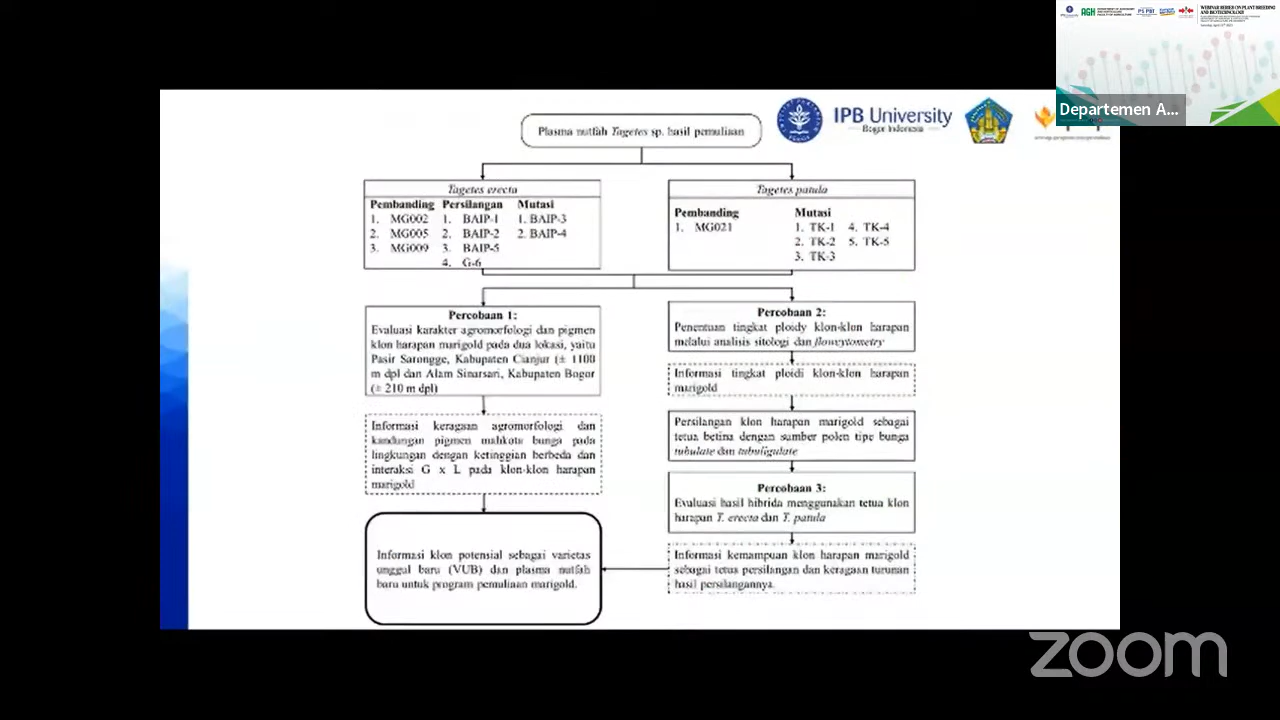 WEBINAR SERIES ON PLANT BREEDING
AND BIOTECHNOLOGY
AGH
Departemen A...
IPB University
Bogor Indonesia
Plasma nutfah Tagetes sp. hasil pemuliaan
Tagetes erecta
Pembanding Persilangan Mutasi
1. MG002 1. BAIP-1 1. BAIP-3
2. MG005 2. BAIP-2 2. BAIP-4
3. MG009 3. BAIP-5
4. G-6
Tagetes patula
Pembanding Mutasi
1. MG021 1. TK-1 4. TK-4
2. TK-2 5. TK-5
3. TK-3
Percobaan 1:
Evaluasi karakter agromorfologi dan pigmen
klon harapan marigold pada dua lokasi, yaitu
Pasir Sarongge, Kabupaten Cianjur (± 1100
m dpl dan Alam Sinarsari, Kabupaten Bogor
(± 210 m dpl)
Informasi keragaan agromorfologi dan
kandungan pigmen mahkota bunga pada
lingkungan dengan ketinggian berbeda dan
interaksi G x L pada klon-klon harapan
marigold
Informasi klon potensial sebagai varietas
unggul baru (VUB) dan plasma nutfah
baru untuk program pemuliaan marigold.
Percobaan 2:
Penentuan tingkat ploidy klon-klon harapan
melalui analisis sitologi dan flowcytometry
Informasi tingkat ploidi klon-klon harapan
marigold
Persilangan klon harapan marigold sebagai
tetua betina dengan sumber polen tipe bunga
tubulate dan tubuligulate
Percobaan 3:
Evaluasi hasil hibrida menggunakan tetua klon
harapan T. erecta dan T. patula
Informasi kemampuan klon harapan marigold
sebagai tetua persilangan dan keragaan turunan
hasil persilangannya.
zoom